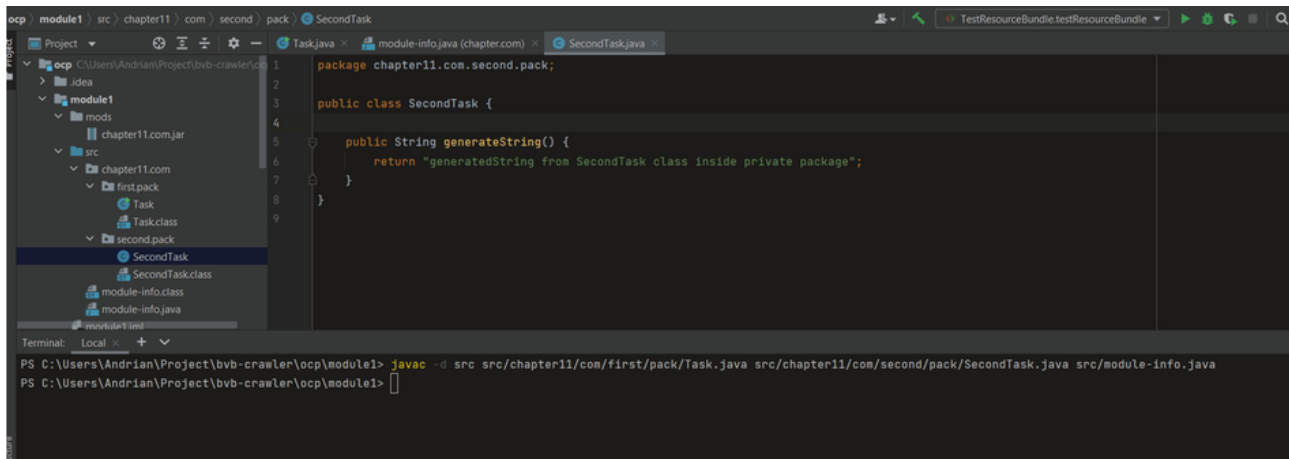 ocp > module1 > src > chapter11 > com > second > pack > SecondTask TestResourceBundle.testResourceBundle
Project Task.java × module-info.java (chapter.com) × SecondTask.java ×
ocp C:\Users\Andrian\Project\bvb-crawler\oc 1 package chapter11.com.second.pack;
.idea 2
module1 3 public class SecondTask {
mods 4
chapter11.com.jar 5 public String generateString() {
src 6 return "generatedString from SecondTask class inside private package";
chapter11.com 7 }
first.pack
Task 8 }
Task.class 9
second.pack
SecondTask
SecondTask.class
module-info.class
module-info.java
module1.iml
Terminal: Local × +
PS C:\Users\Andrian\Project\bvb-crawler\ocp\module1> javac -d src src/chapter11/com/first/pack/Task.java src/chapter11/com/second/pack/SecondTask.java src/module-info.java
PS C:\Users\Andrian\Project\bvb-crawler\ocp\module1>